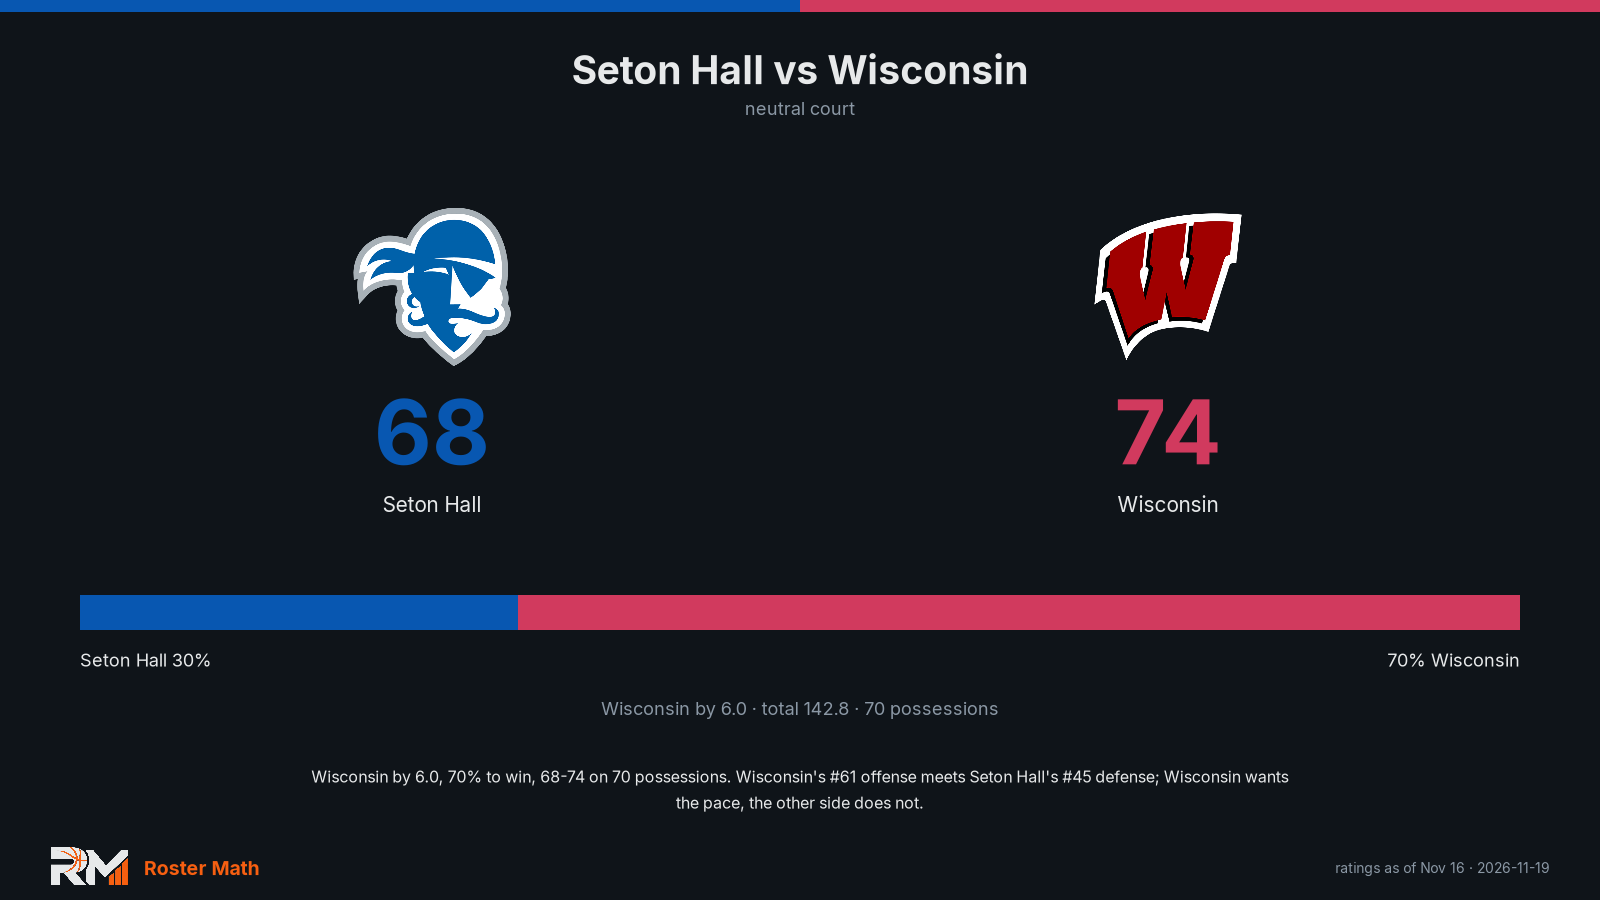 Seton Hall vs Wisconsin
neutral court
W
68
74
Seton Hall
Wisconsin
Seton Hall 30%
70% Wisconsin
Wisconsin by 6.0 · total 142.8 · 70 possessions
Wisconsin by 6.0, 70% to win, 68-74 on 70 possessions. Wisconsin's #61 offense meets Seton Hall's #45 defense; Wisconsin wants
the pace, the other side does not.
RM Roster Math
ratings as of Nov 16 · 2026-11-19